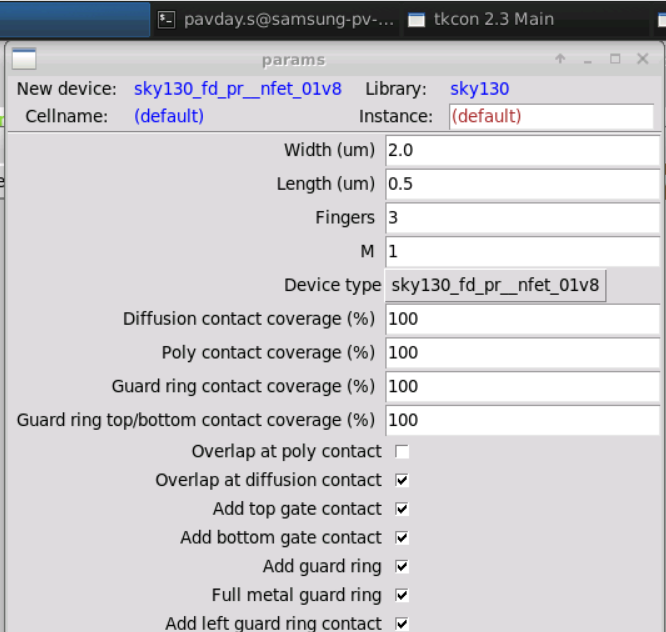 pavday.s@samsung-pv-... tkcon 2.3 Main
params
New device: sky130_fd_pr__nfet_01v8 Library: sky130
Cellname: (default) Instance: (default)
Width (um) 2.0
Length (um) 0.5
Fingers 3
M 1
Device type sky130_fd_pr__nfet_01v8
Diffusion contact coverage (%) 100
Poly contact coverage (%) 100
Guard ring contact coverage (%) 100
Guard ring top/bottom contact coverage (%) 100
Overlap at poly contact
Overlap at diffusion contact
Add top gate contact
Add bottom gate contact
Add guard ring
Full metal guard ring
Add left guard ring contact